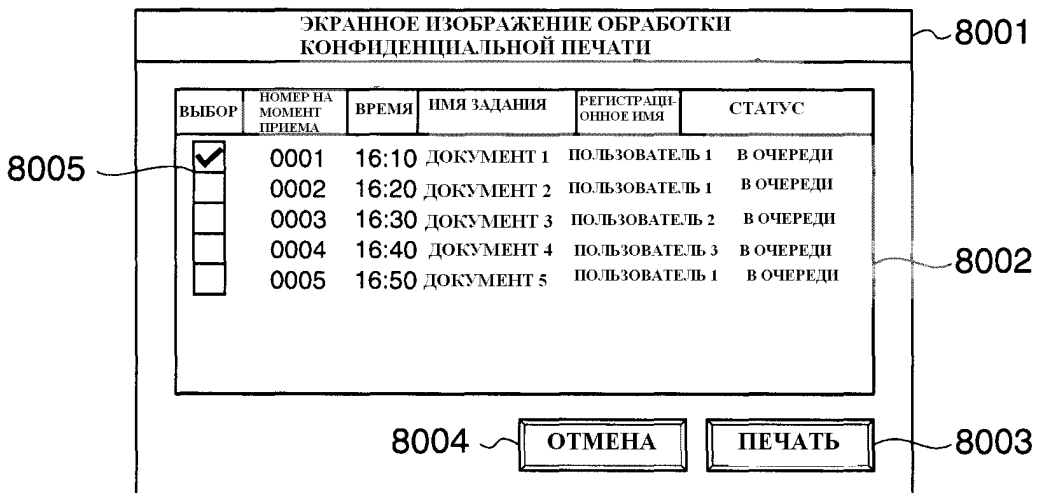 ЭКРАННОЕ ИЗОБРАЖЕНИЕ ОБРАБОТКИ
КОНФИДЕНЦИАЛЬНОЙ ПЕЧАТИ
8001
ВЫБОР
НОМЕР НА
МОМЕНТ
ПРИЕМА
ВРЕМЯ
ИМЯ ЗАДАНИЯ
РЕГИСТРАЦИ-
ОННОЕ ИМЯ
СТАТУС
0001 16:10 ДОКУМЕНТ 1 ПОЛЬЗОВАТЕЛЬ 1 В ОЧЕРЕДИ
8005
0002 16:20 ДОКУМЕНТ 2 ПОЛЬЗОВАТЕЛЬ 1 В ОЧЕРЕДИ
0003 16:30 ДОКУМЕНТ 3 ПОЛЬЗОВАТЕЛЬ 2 В ОЧЕРЕДИ
0004 16:40 ДОКУМЕНТ 4 ПОЛЬЗОВАТЕЛЬ 3 В ОЧЕРЕДИ
8002
0005 16:50 ДОКУМЕНТ 5 ПОЛЬЗОВАТЕЛЬ 1 В ОЧЕРЕДИ
8004
ОТМЕНА
ПЕЧАТЬ
8003